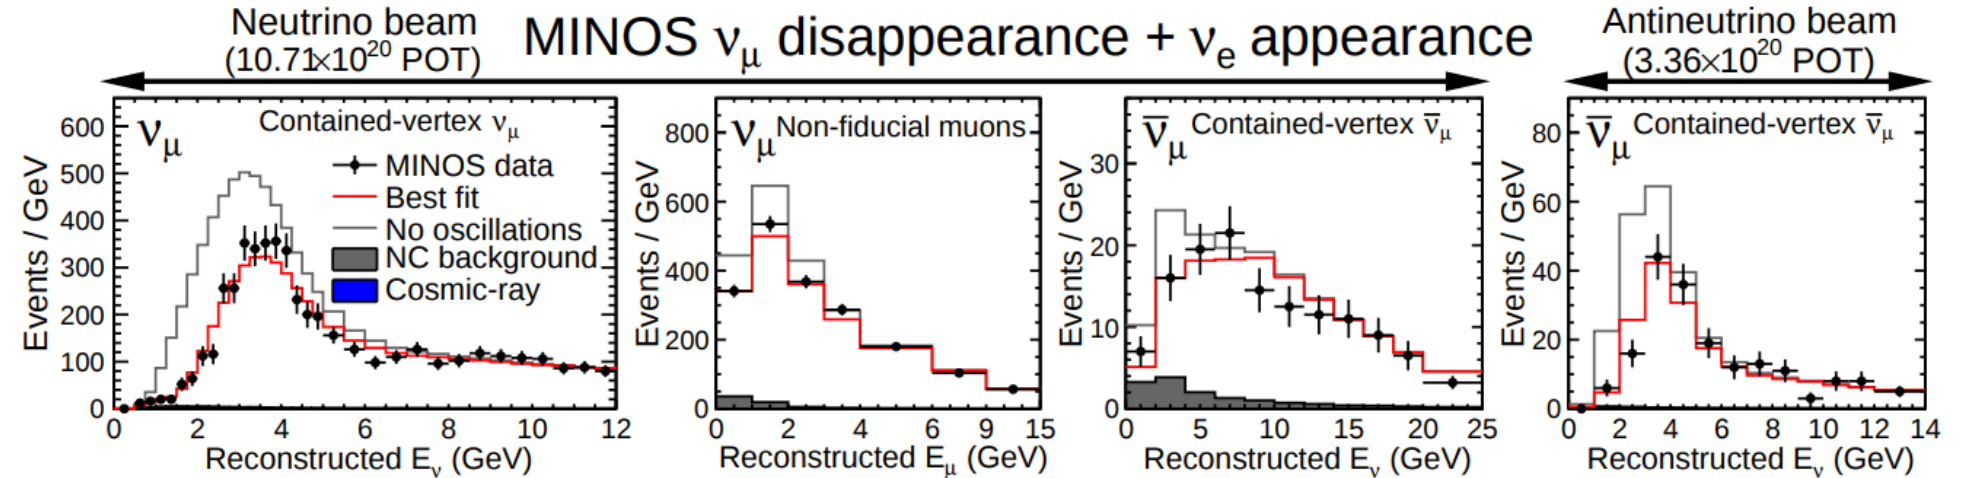 Neutrino beam
(10.71×10²⁰ POT)
MINOS νμ disappearance + νe appearance
Antineutrino beam
(3.36×10²⁰ POT)
νμ
Contained-vertex νμ
MINOS data
Best fit
No oscillations
NC background
Cosmic-ray
Events / GeV
600
500
400
300
200
100
0
0 2 4 6 8 10 12
Reconstructed Eν (GeV)
νμ Non-fiducial muons
Events / GeV
800
600
400
200
0
0 2 4 6 9 15
Reconstructed Eμ (GeV)
ν̅μ Contained-vertex ν̅μ
Events / GeV
30
20
10
0
0 5 10 15 20 25
Reconstructed Eν (GeV)
ν̅μ Contained-vertex ν̅μ
Events / GeV
80
60
40
20
0
0 2 4 6 8 10 12 14
Reconstructed Eν (GeV)